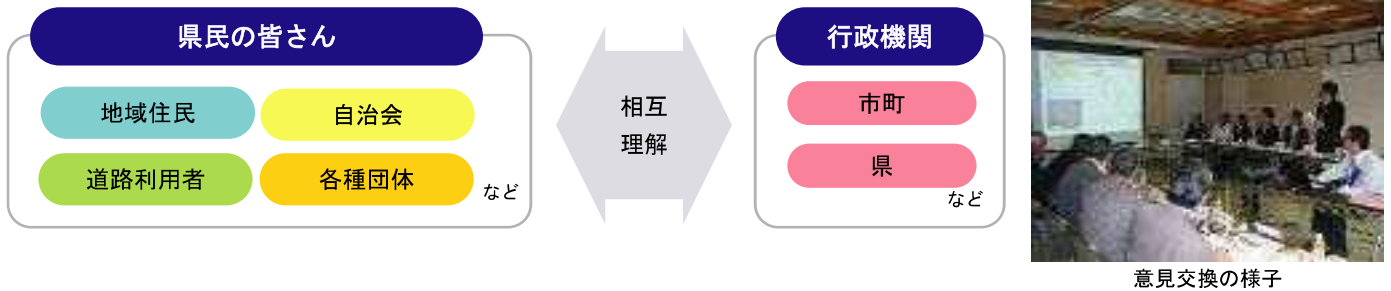 県民の皆さん
地域住民
自治会
道路利用者
各種団体
など
相互
理解
行政機関
市町
県
など
意見交換の様子